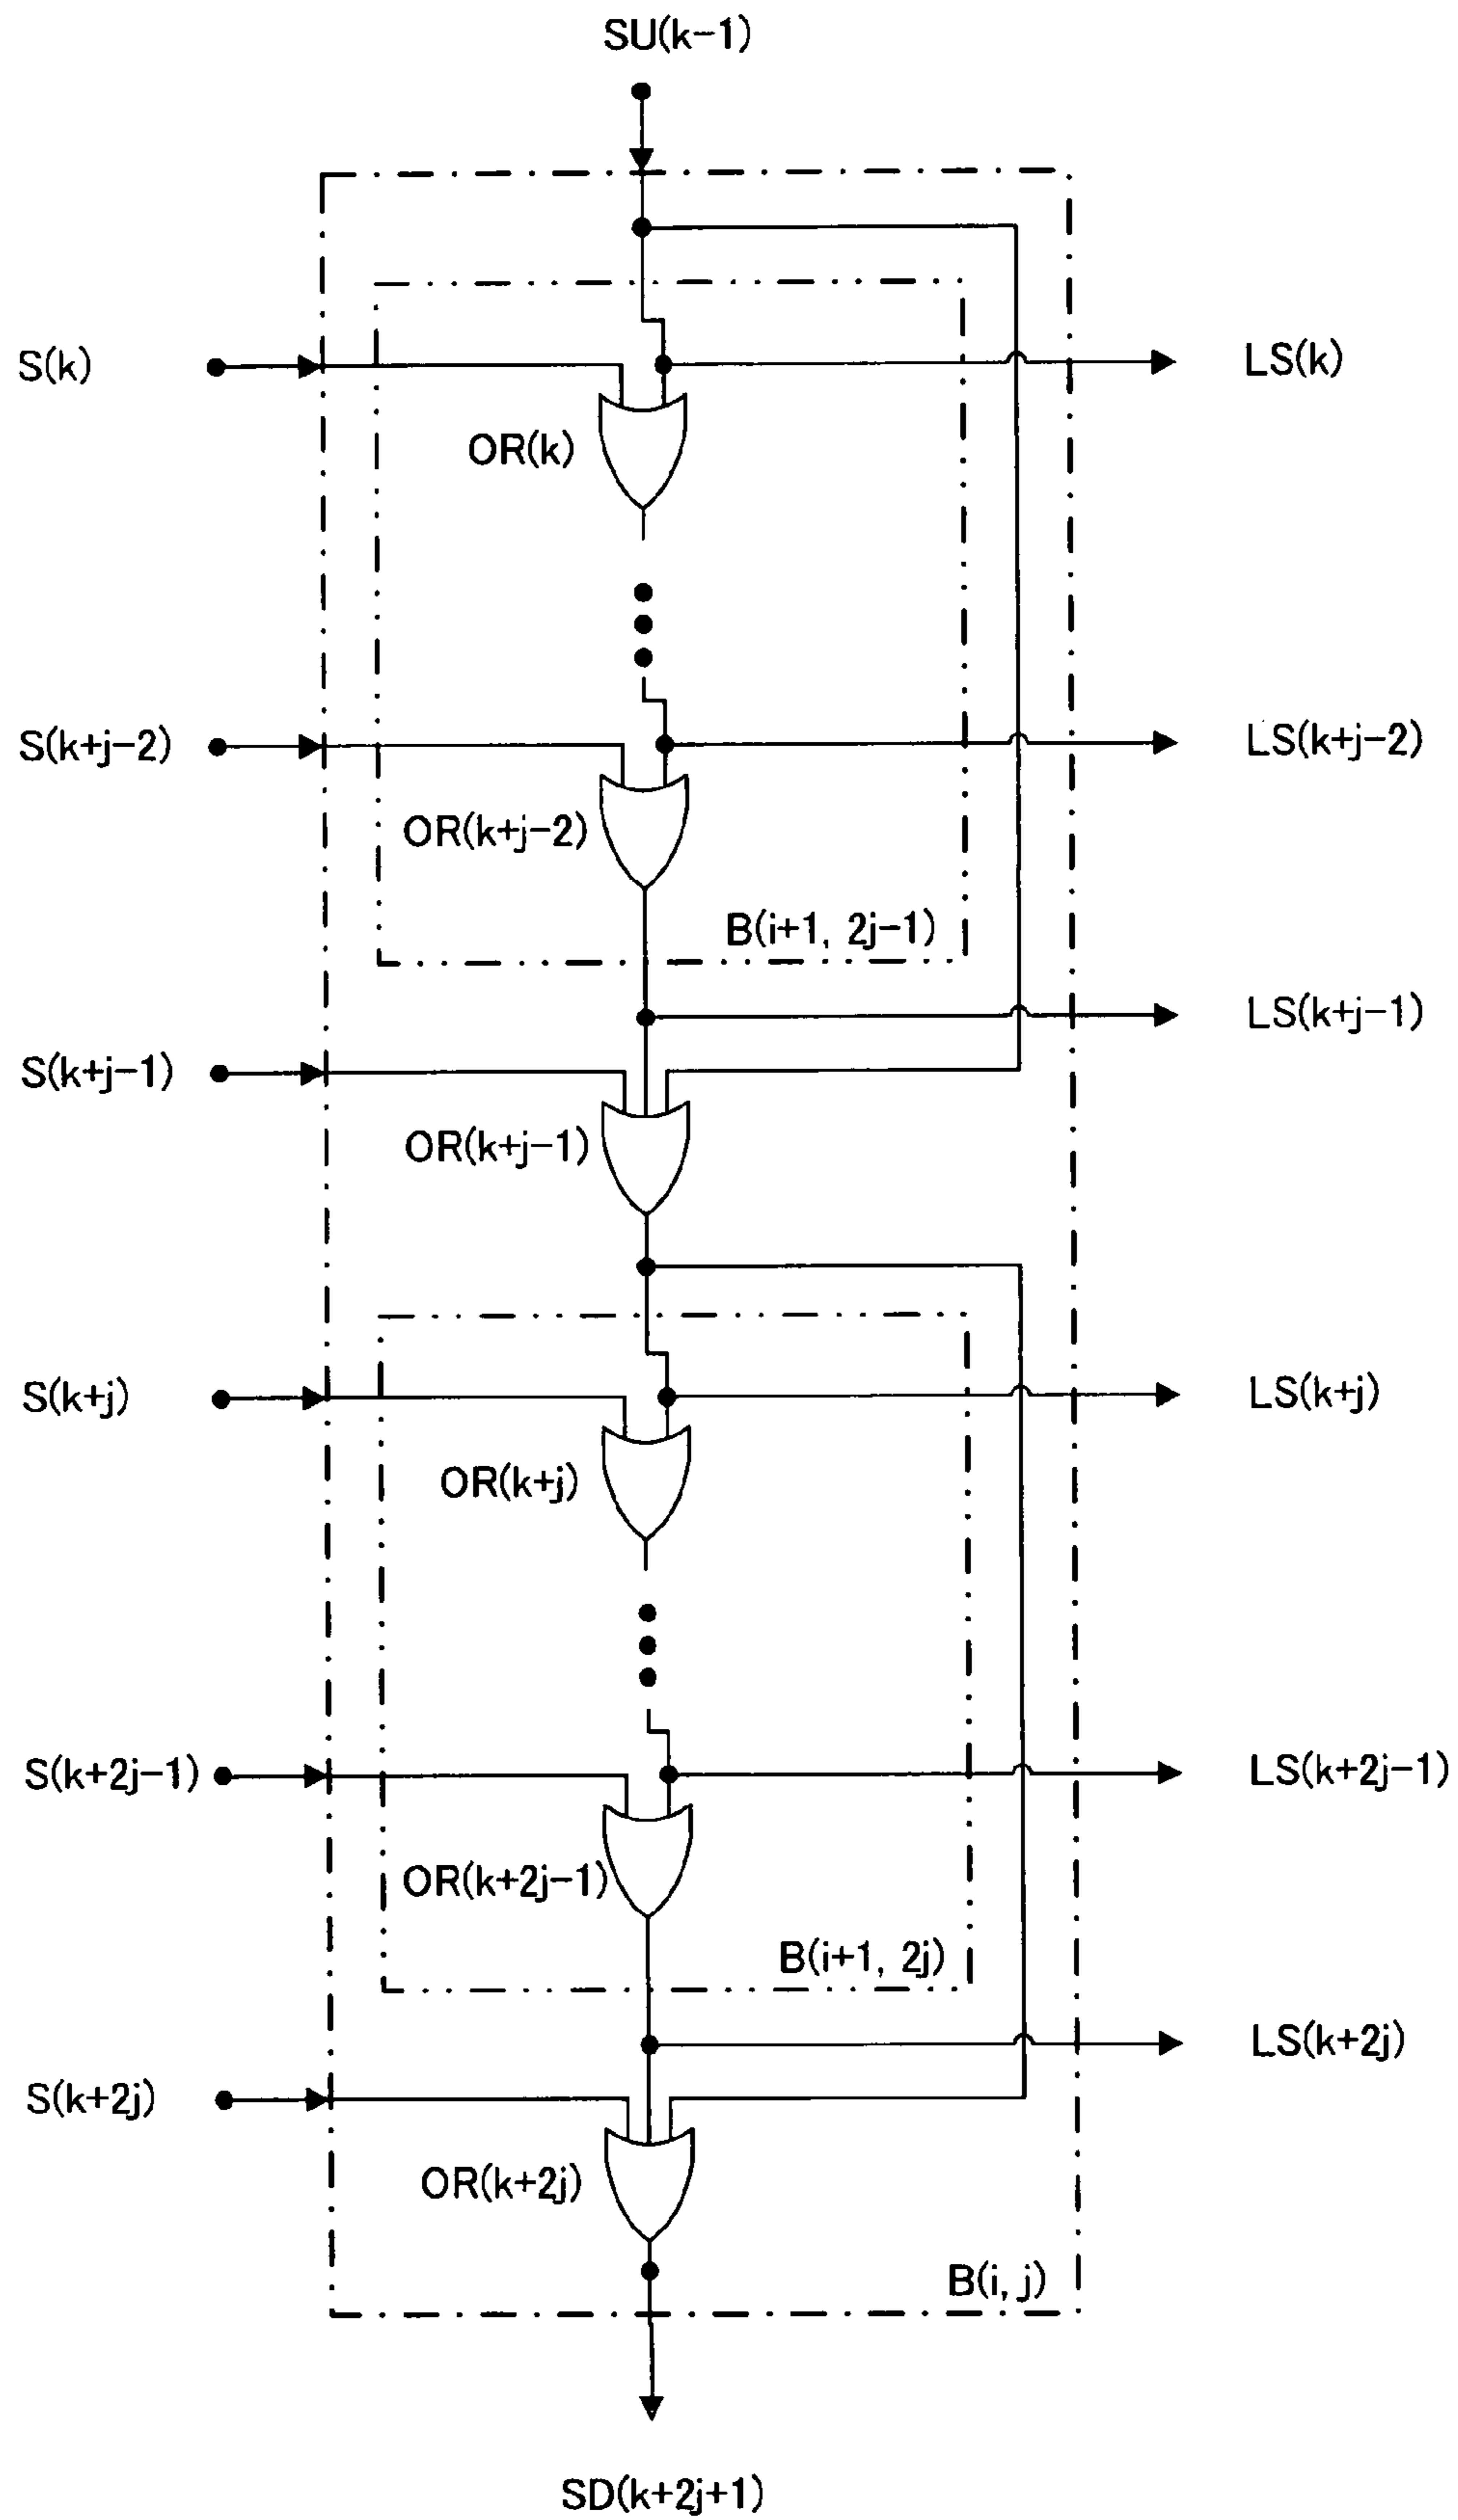 SU(k-1)
S(k)
LS(k)
OR(k)
S(k+j-2)
LS(k+j-2)
OR(k+j-2)
B(i+1, 2j-1)
LS(k+j-1)
S(k+j-1)
OR(k+j-1)
S(k+j)
LS(k+j)
OR(k+j)
S(k+2j-1)
LS(k+2j-1)
OR(k+2j-1)
B(i+1, 2j)
LS(k+2j)
S(k+2j)
OR(k+2j)
B(i, j)
SD(k+2j+1)